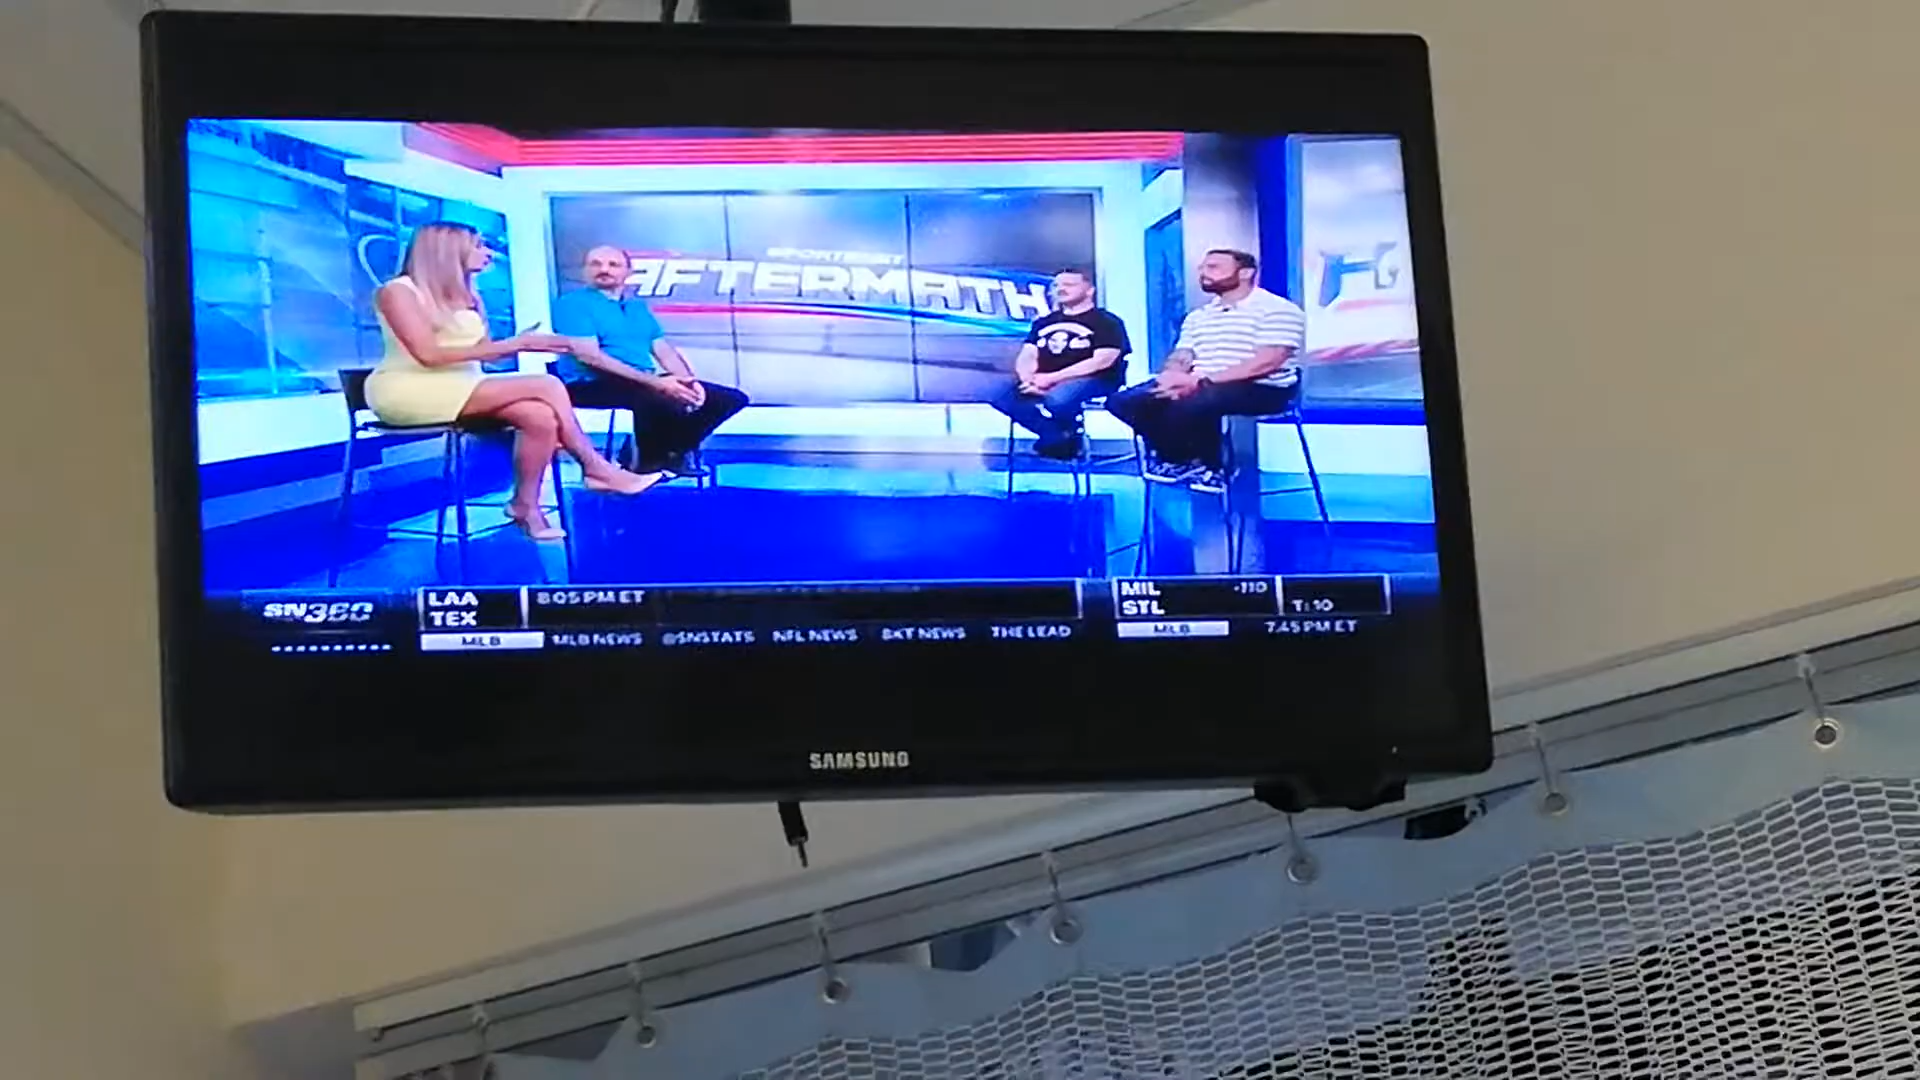 AFTERMATH
SN360
LAA
TEX
8:05 PM ET
MIL -110
STL
T: 10
MLB
MLB NEWS @SNSTATS NFL NEWS BKT NEWS THE LEAD
MLB
7:45 PM ET
SAMSUNG